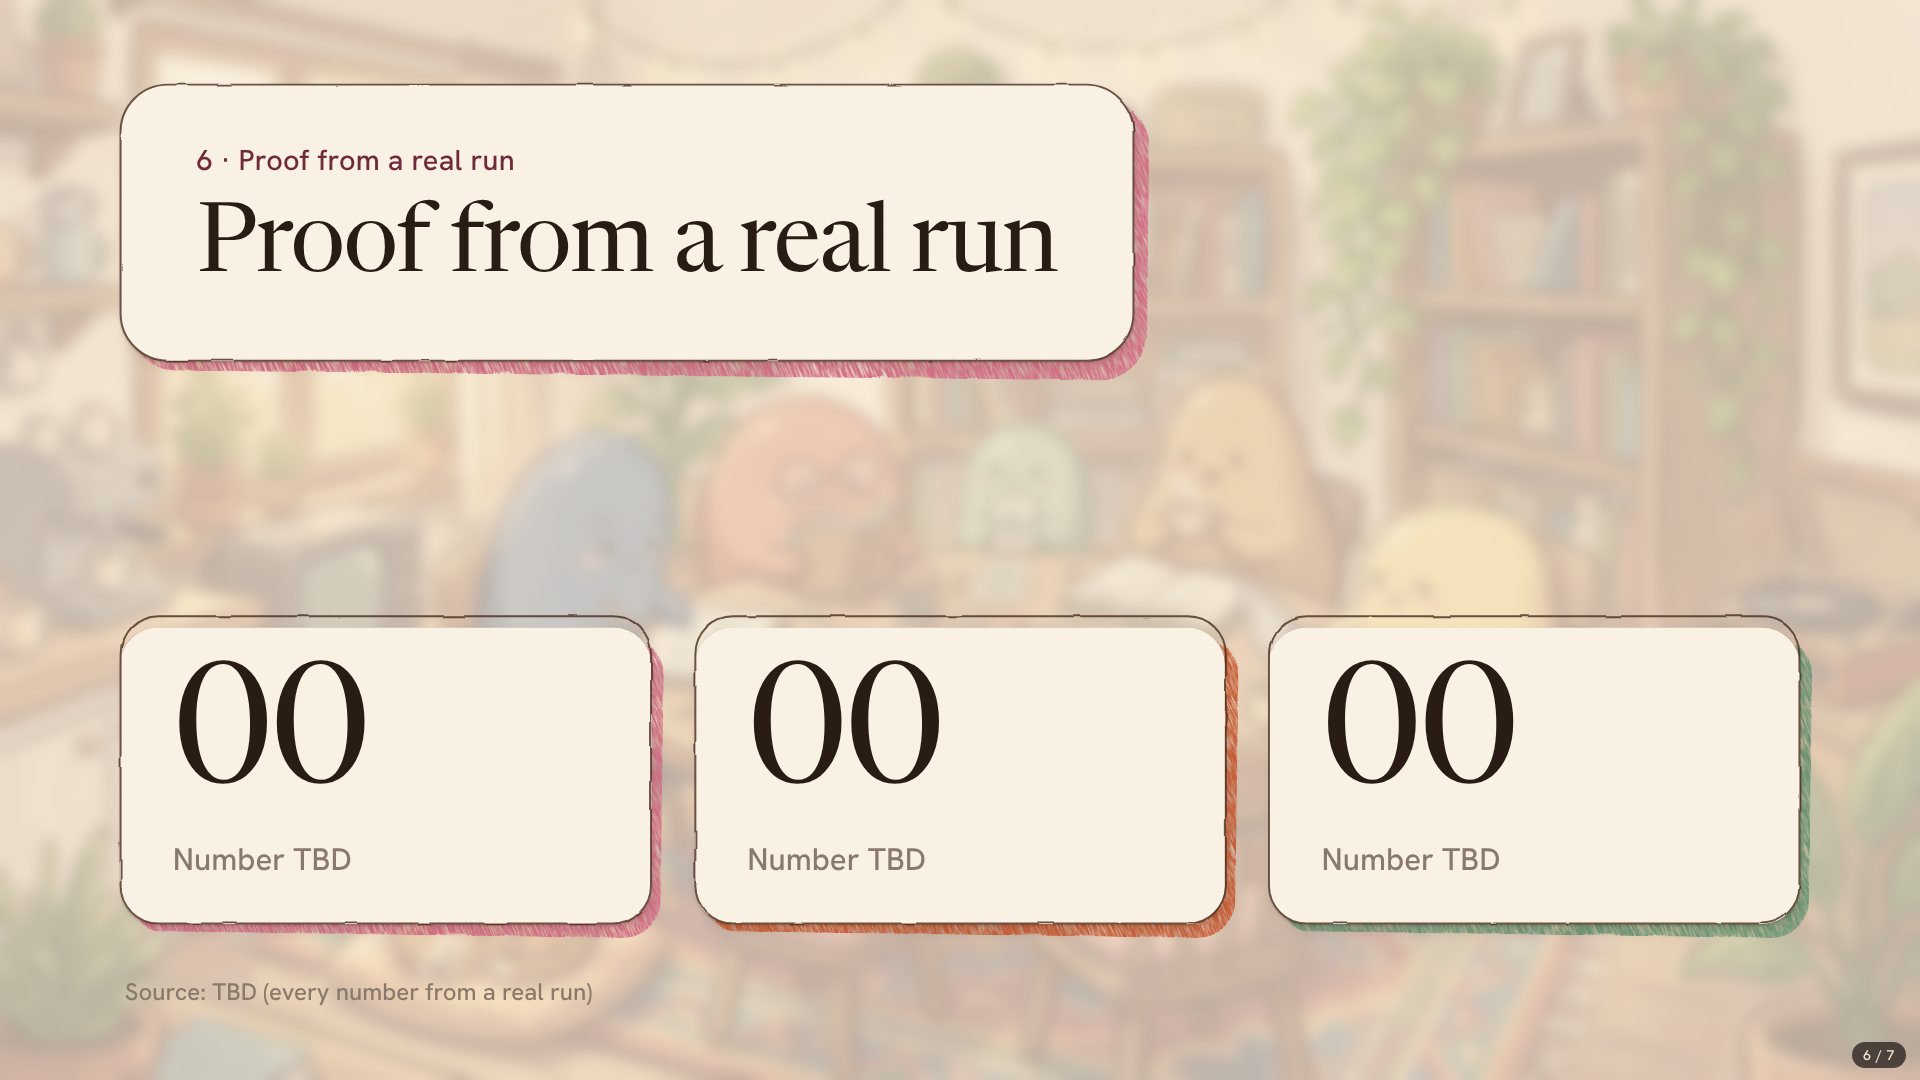 6 · Proof from a real run
Proof from a real run
00
Number TBD
00
Number TBD
00
Number TBD
Source: TBD (every number from a real run)
6 / 7